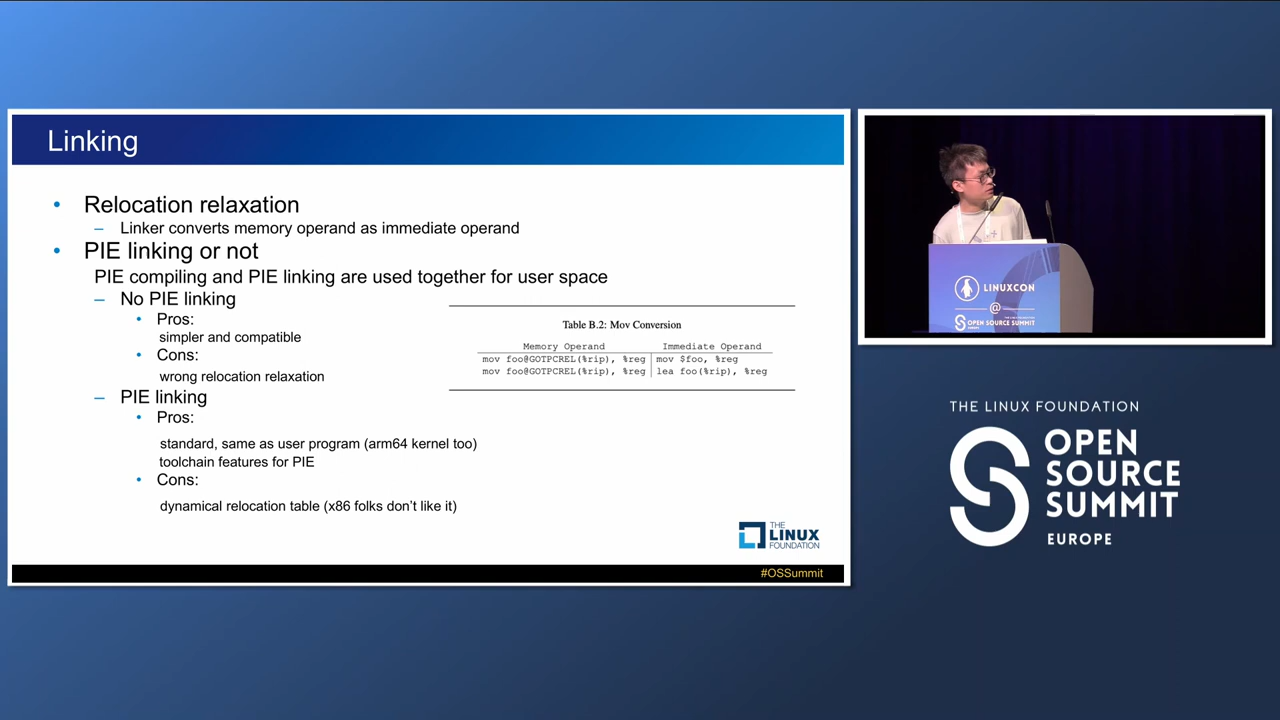 Linking
• Relocation relaxation
– Linker converts memory operand as immediate operand
• PIE linking or not
PIE compiling and PIE linking are used together for user space
– No PIE linking
• Pros:
simpler and compatible
• Cons:
wrong relocation relaxation
– PIE linking
• Pros:
standard, same as user program (arm64 kernel too)
toolchain features for PIE
• Cons:
dynamical relocation table (x86 folks don't like it)
Table B.2: Mov Conversion
Memory Operand Immediate Operand
mov foo@GOTPCREL(%rip), %reg mov $foo, %reg
mov foo@GOTPCREL(%rip), %reg lea foo(%rip), %reg
THE
LINUX
FOUNDATION
#OSSummit
LINUXCON
@
OPEN SOURCE SUMMIT
THE LINUX FOUNDATION
OPEN
SOURCE
SUMMIT
EUROPE